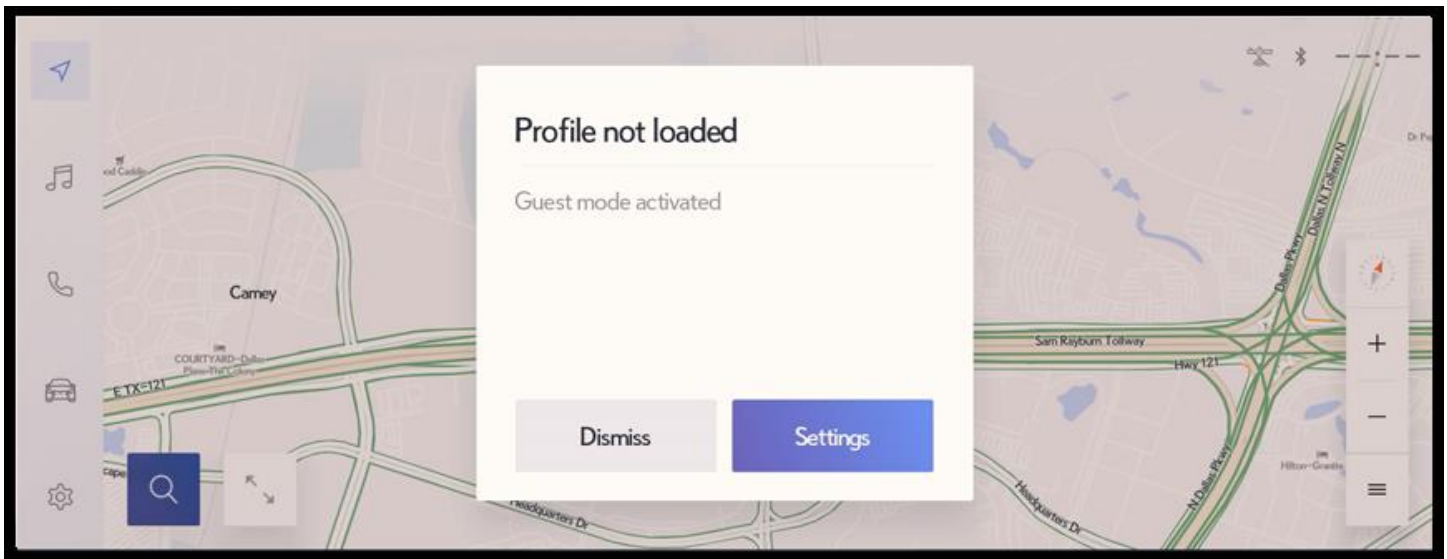 Profile not loaded
Guest mode activated
Dismiss
Settings
Carney
COURTYARD-Dallas
E TX-121
Sam Rayburn Tollway
Hwy 121
Dallas Pkwy
Dallas N Tollway N
N Dallas Pkwy
Headquarters Dr
Headquarters Dr
--:--